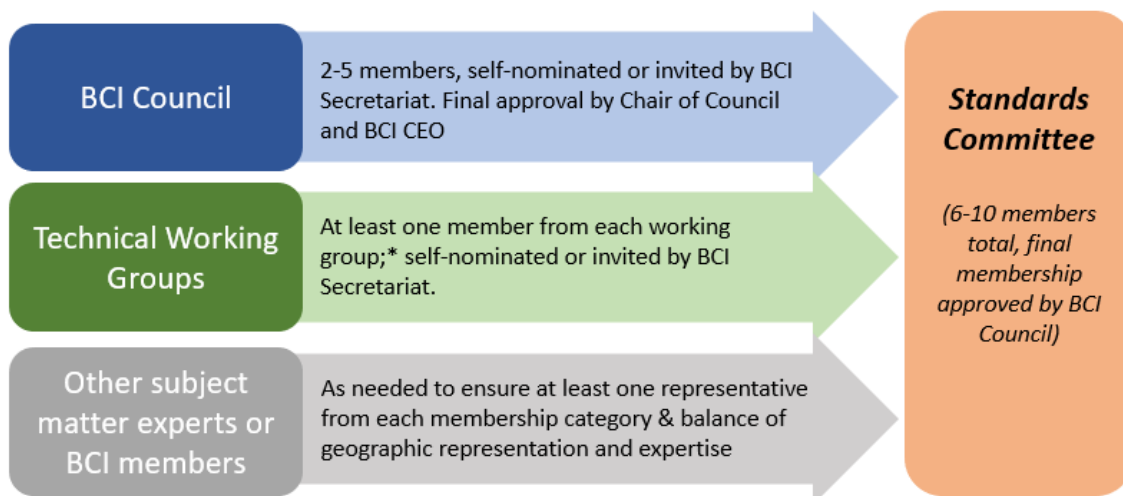 BCI Council
2-5 members, self-nominated or invited by BCI
Secretariat. Final approval by Chair of Council
and BCI CEO
Technical Working
Groups
At least one member from each working
group;* self-nominated or invited by BCI
Secretariat.
Other subject
matter experts or
BCI members
As needed to ensure at least one representative
from each membership category & balance of
geographic representation and expertise
Standards
Committee
(6-10 members
total, final
membership
approved by BCI
Council)